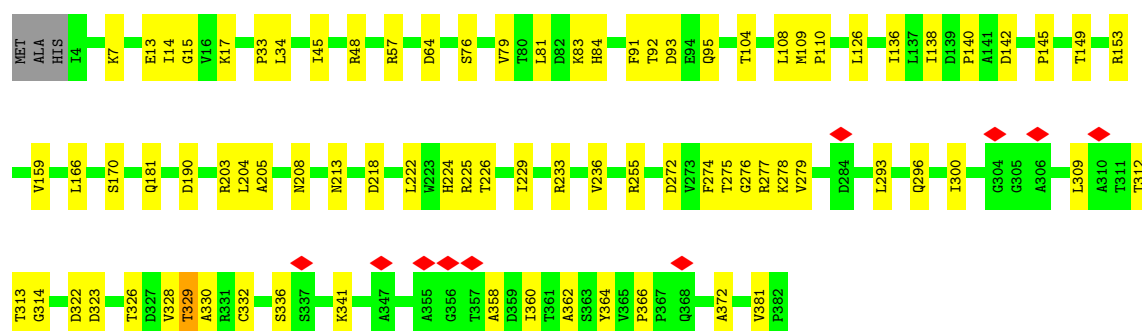 MET ALA HIS I4 K7 E13 I14 G15 V16 K17 P33 L34 I45 R48 R57 D64 S76 V79 T80 L81 D82 K83 H84 F91 T92 D93 E94 Q95 T104 L108 M109 P110 L126 I136 L137 I138 D139 P140 A141 D142 P145 T149 R153
V159 L166 S170 Q181 D190 R203 L204 A205 N208 N213 D218 L222 W223 H224 R225 T226 I229 R233 V236 R255 D272 V273 F274 T275 G276 R277 K278 V279 D284 L293 Q296 I300 G304 G305 A306 L309 A310 T311 T312
T313 G314 D322 D323 T326 D327 V328 T329 A330 R331 C332 S336 S337 K341 A347 A355 G356 T357 A358 D359 I360 T361 A362 S363 Y364 V365 P366 P367 Q368 A372 V381 P382